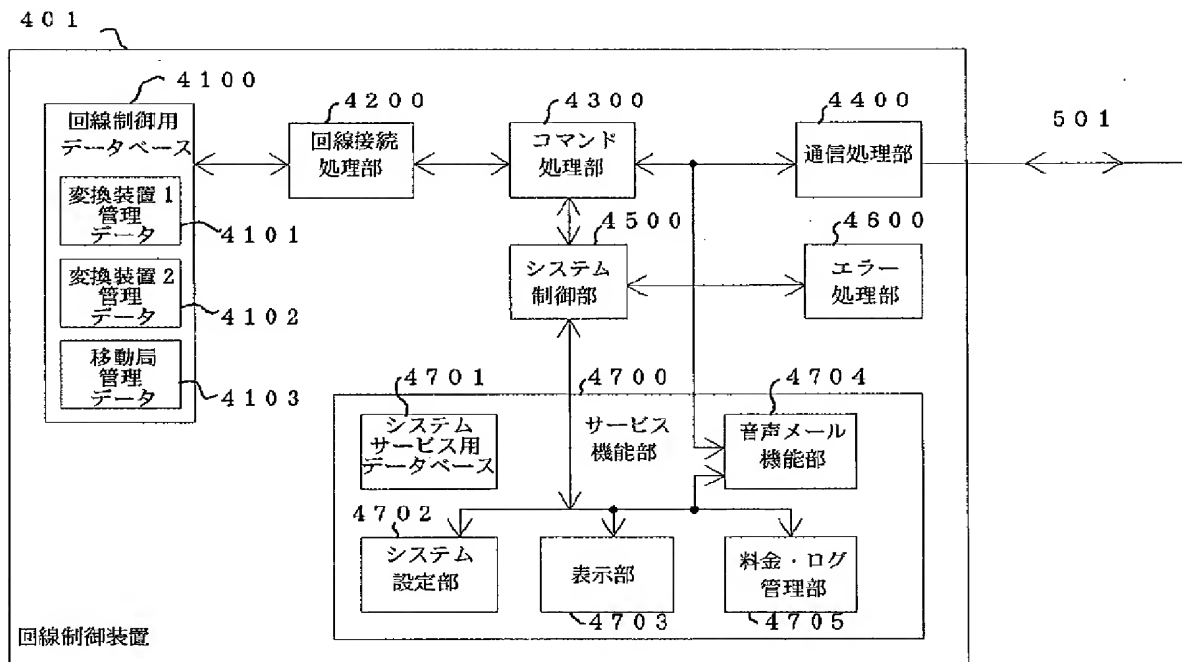 401
4100
回線制御用
データベース
変換装置1
管理
データ
4101
変換装置2
管理
データ
4102
移動局
管理
データ
4103
4200
回線接続
処理部
4300
コマンド
処理部
4400
通信処理部
501
4500
システム
制御部
4600
エラー
処理部
4700
サービス
機能部
4701
システム
サービス用
データベース
4704
音声メール
機能部
4702
システム
設定部
表示部
4703
料金・ログ
管理部
4705
回線制御装置